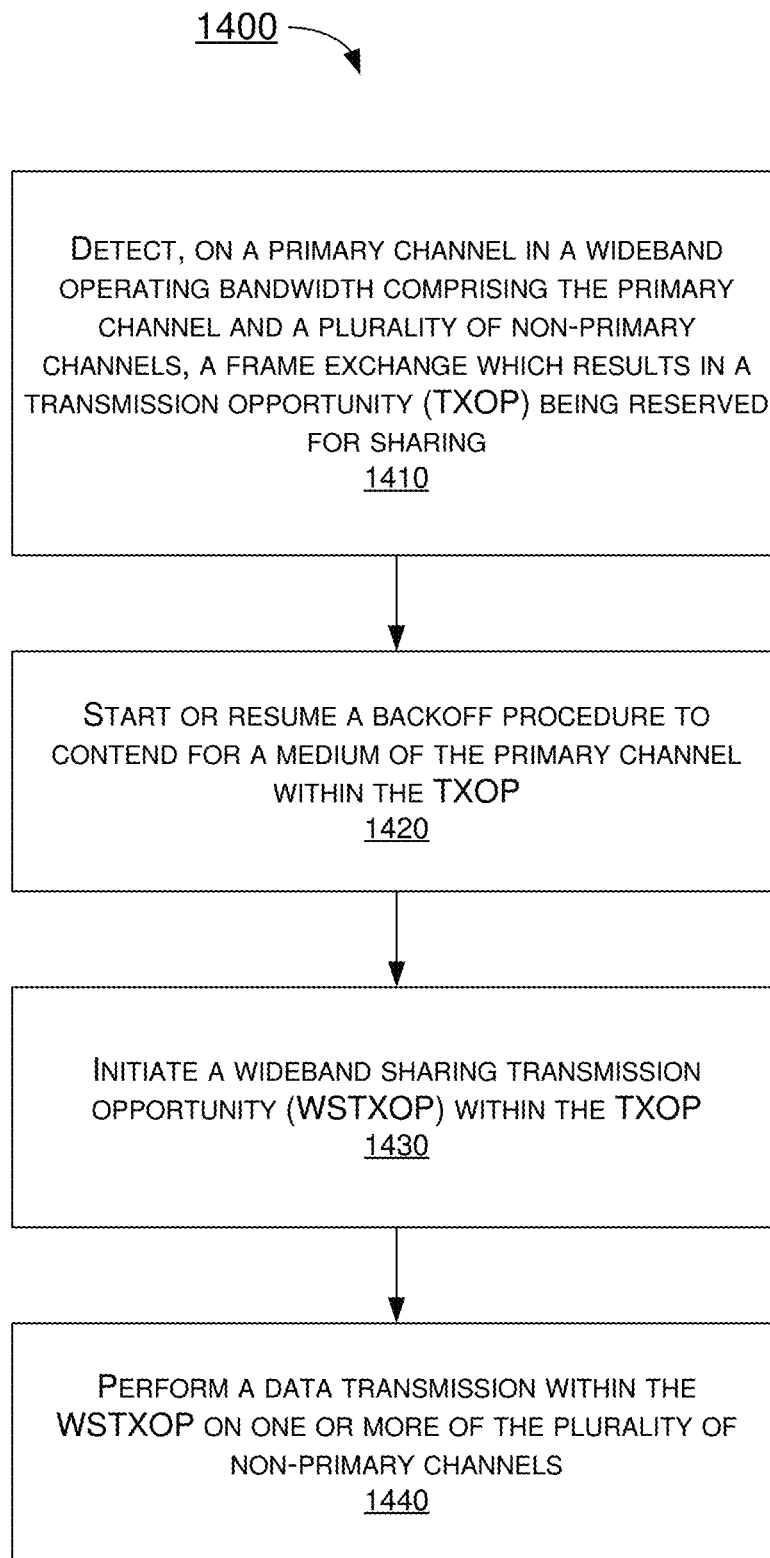 1400
DETECT, ON A PRIMARY CHANNEL IN A WIDEBAND
OPERATING BANDWIDTH COMPRISING THE PRIMARY
CHANNEL AND A PLURALITY OF NON-PRIMARY
CHANNELS, A FRAME EXCHANGE WHICH RESULTS IN A
TRANSMISSION OPPORTUNITY (TXOP) BEING RESERVED
FOR SHARING
1410
START OR RESUME A BACKOFF PROCEDURE TO
CONTEND FOR A MEDIUM OF THE PRIMARY CHANNEL
WITHIN THE TXOP
1420
INITIATE A WIDEBAND SHARING TRANSMISSION
OPPORTUNITY (WSTXOP) WITHIN THE TXOP
1430
PERFORM A DATA TRANSMISSION WITHIN THE
WSTXOP ON ONE OR MORE OF THE PLURALITY OF
NON-PRIMARY CHANNELS
1440